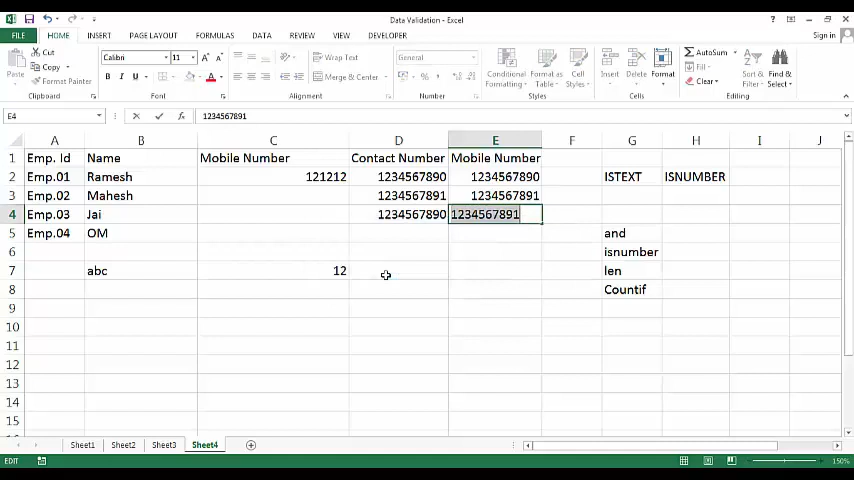 Data Validation - Excel
FILE HOME INSERT PAGE LAYOUT FORMULAS DATA REVIEW VIEW DEVELOPER Sign in
Paste Cut Copy Format Painter Clipboard
Calibri 11 B I U Font
Wrap Text Merge & Center Alignment
General % Number
Conditional Formatting Format as Table Cell Styles Styles
Insert Delete Format Cells
AutoSum Fill Clear Sort & Filter Find & Select Editing
E4 1234567891
A B C D E F G H I J
1 Emp. Id Name Mobile Number Contact Number Mobile Number
2 Emp.01 Ramesh 121212 1234567890 1234567890 ISTEXT ISNUMBER
3 Emp.02 Mahesh 1234567891 1234567891
4 Emp.03 Jai 1234567890 1234567891
5 Emp.04 OM and
6 isnumber
7 abc 12 len
8 Countif
9
10
11
12
13
14
15
Sheet1 Sheet2 Sheet3 Sheet4
EDIT 150%